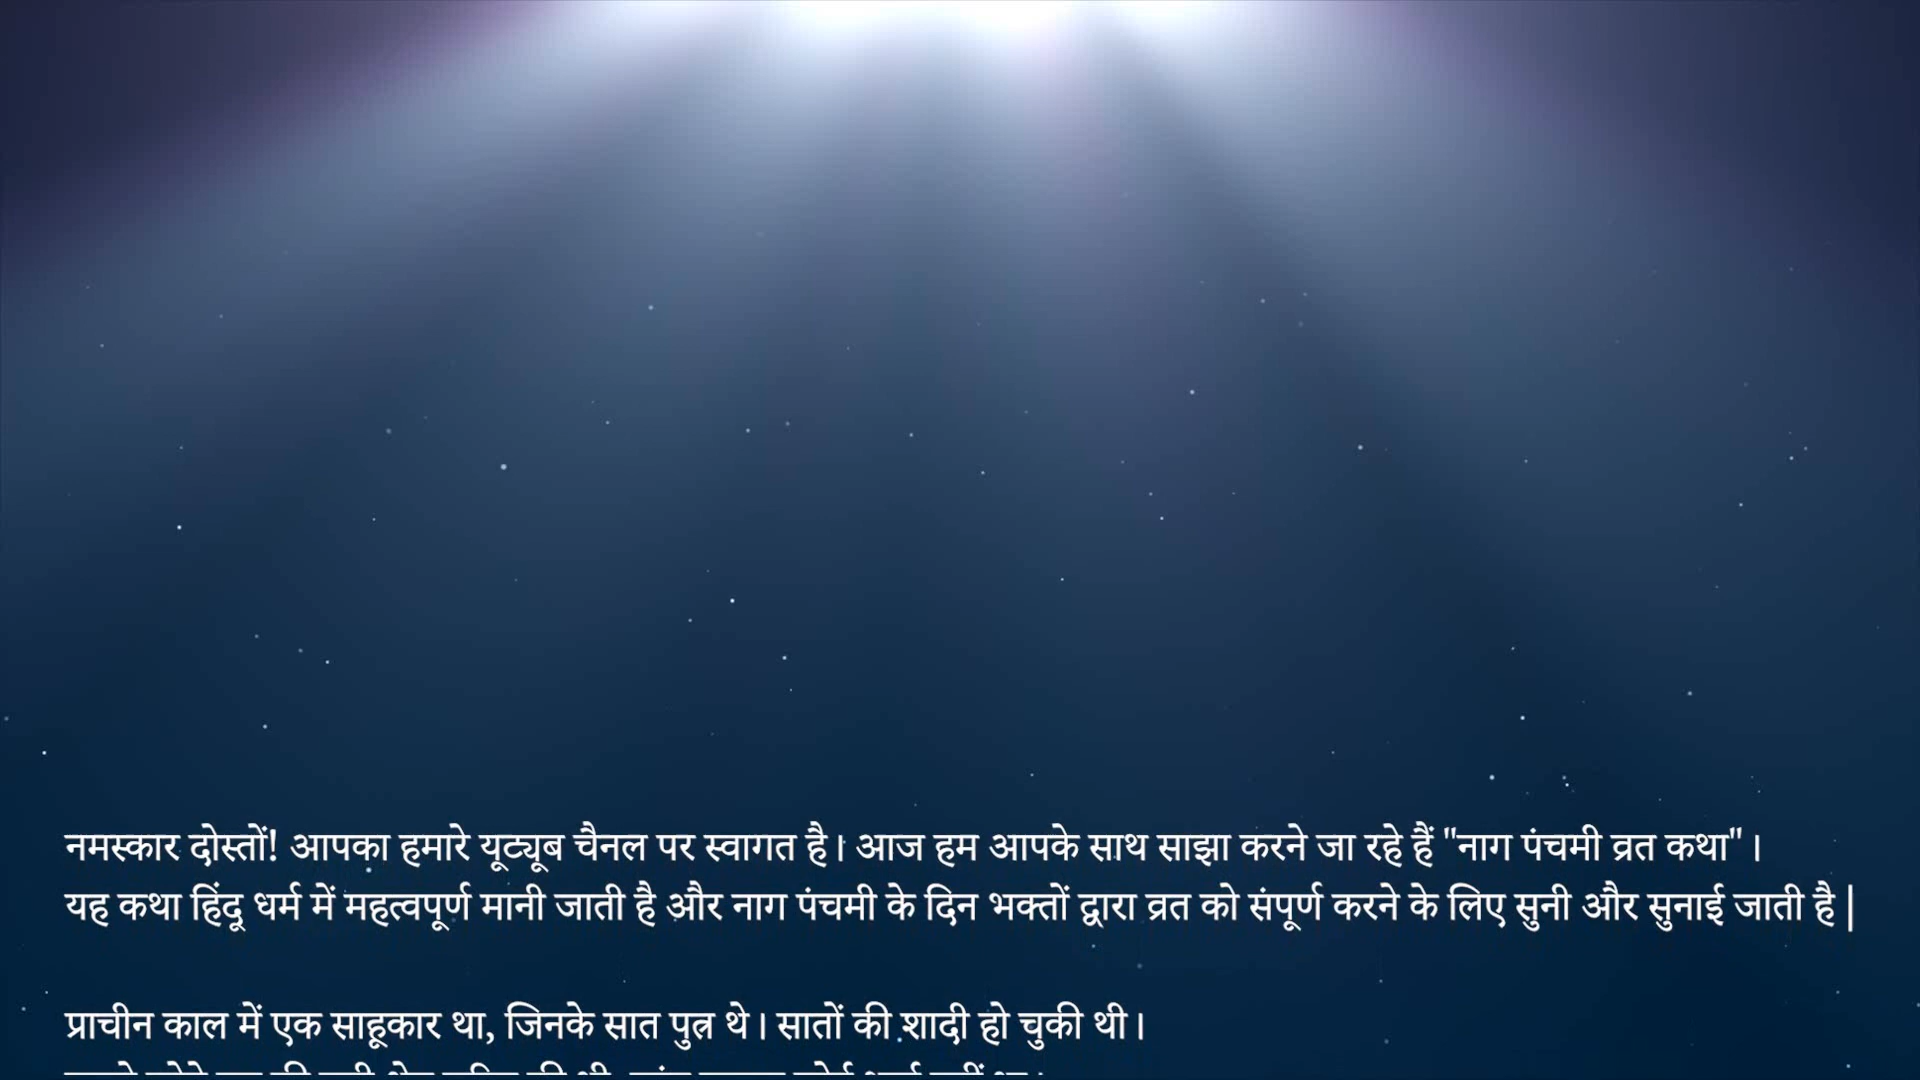 नमस्कार दोस्तों! आपका हमारे यूट्यूब चैनल पर स्वागत है। आज हम आपके साथ साझा करने जा रहे हैं "नाग पंचमी व्रत कथा"।
यह कथा हिंदू धर्म में महत्वपूर्ण मानी जाती है और नाग पंचमी के दिन भक्तों द्वारा व्रत को संपूर्ण करने के लिए सुनी और सुनाई जाती है |
प्राचीन काल में एक साहूकार था, जिनके सात पुत्र थे। सातों की शादी हो चुकी थी।